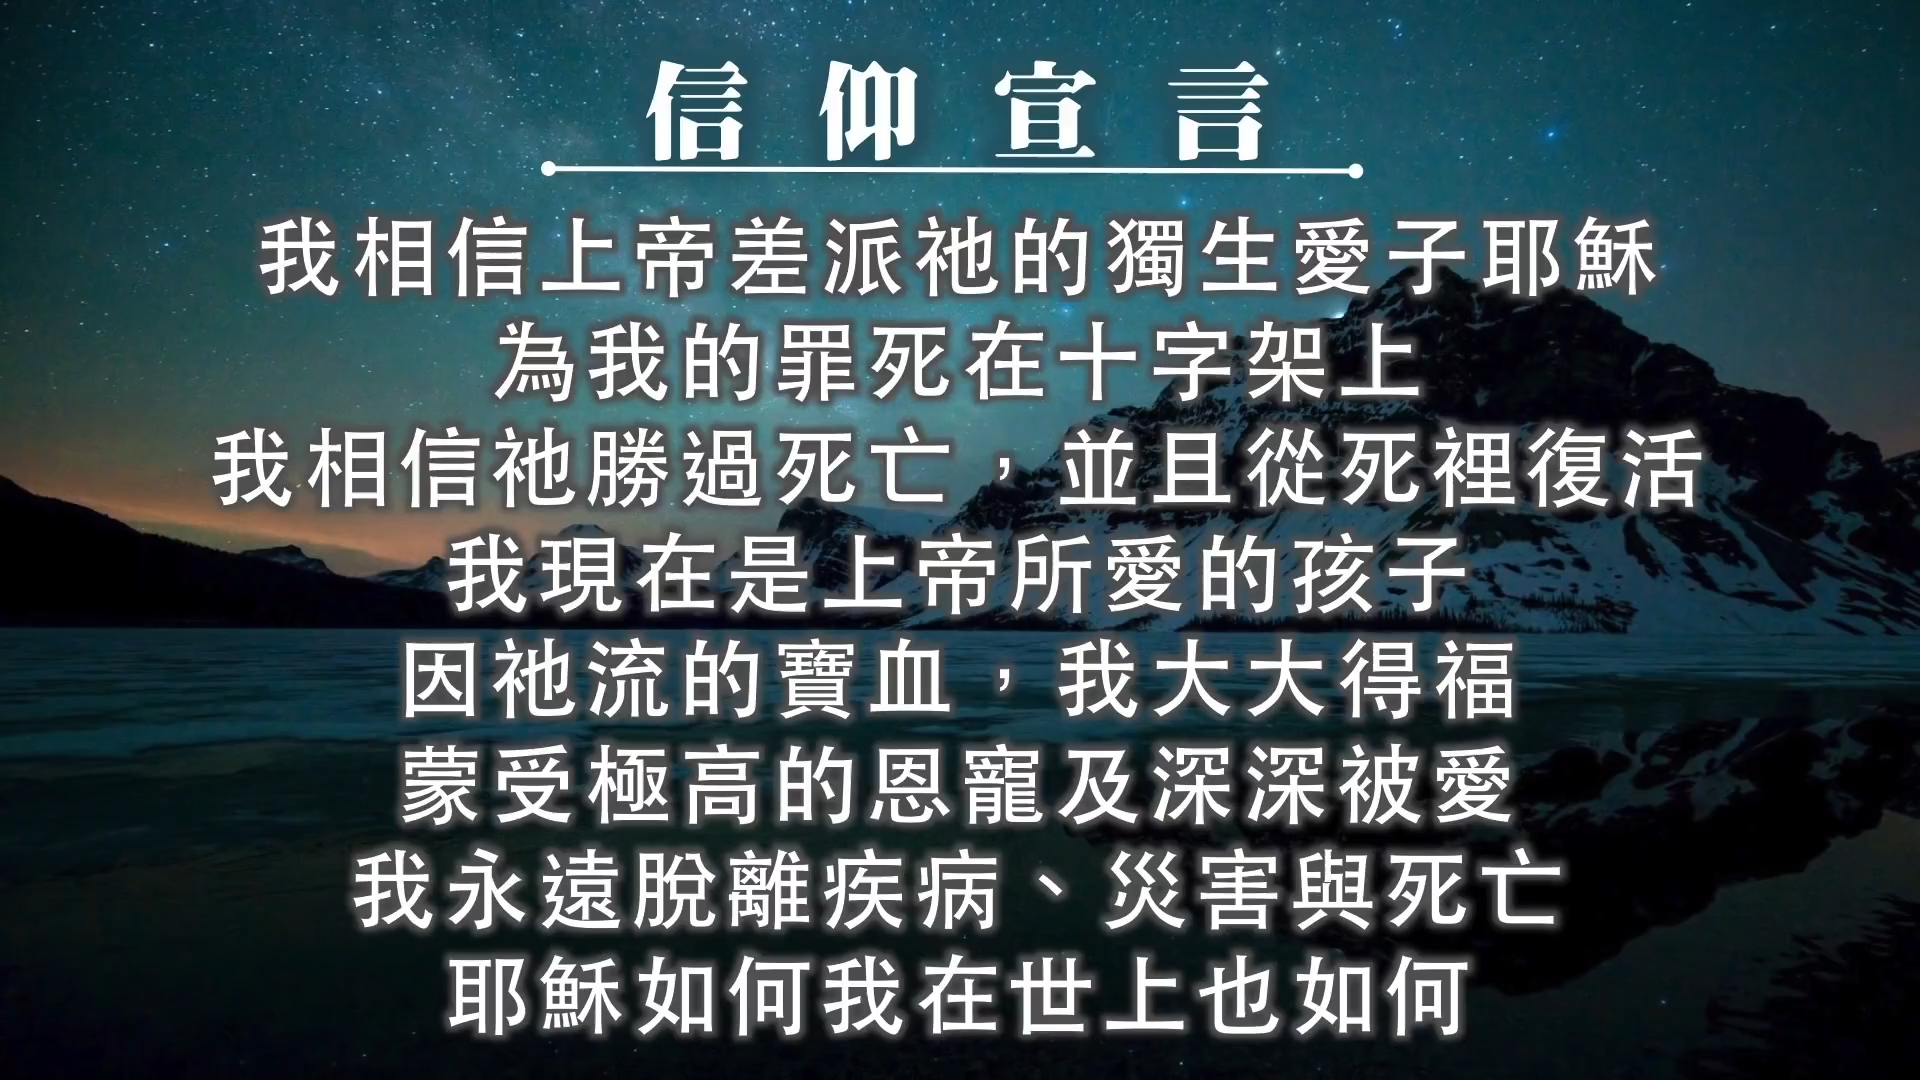 信仰宣言
我相信上帝差派祂的獨生愛子耶穌
為我的罪死在十字架上
我相信祂勝過死亡，並且從死裡復活
我現在是上帝所愛的孩子
因祂流的寶血，我大大得福
蒙受極高的恩寵及深深被愛
我永遠脫離疾病、災害與死亡
耶穌如何我在世上也如何